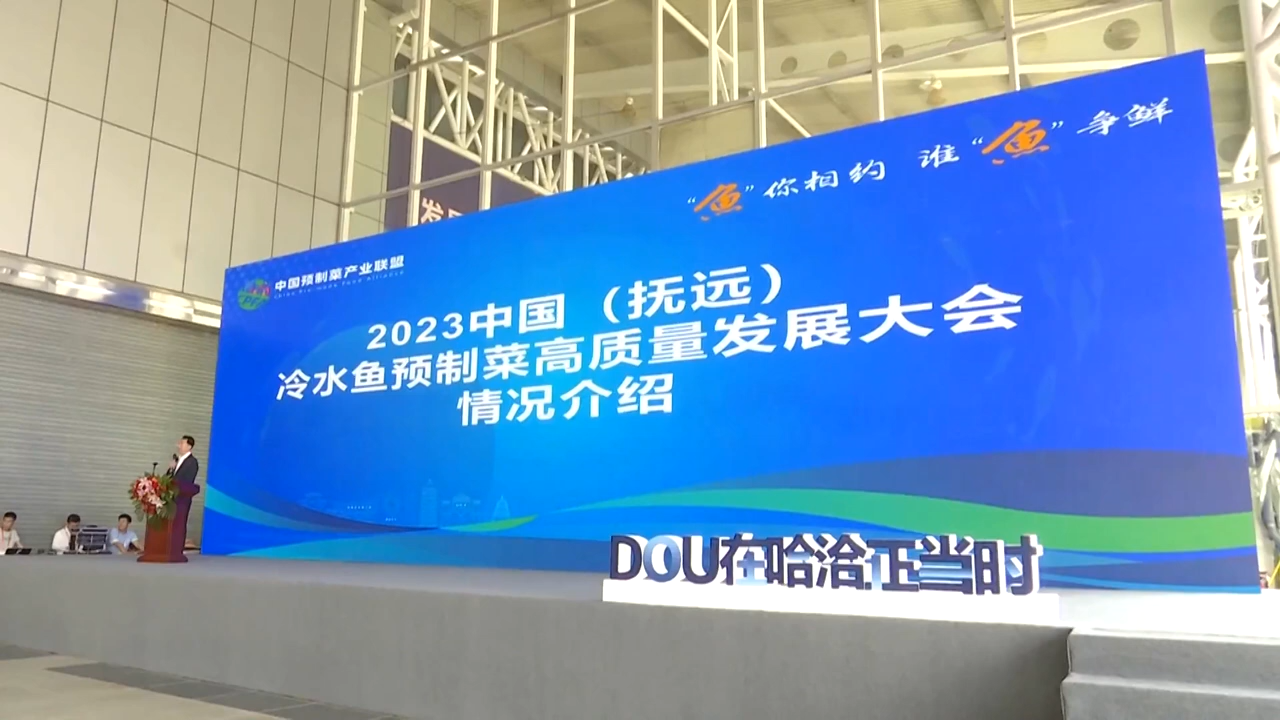 “鱼”你相约 谁“鱼”争鲜
中国预制菜产业联盟
2023中国（抚远）
冷水鱼预制菜高质量发展大会
情况介绍
DOU在哈洽正当时